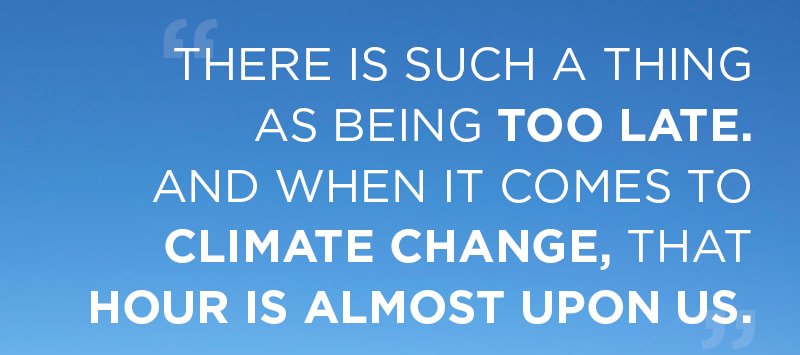 “THERE IS SUCH A THING
AS BEING TOO LATE.
AND WHEN IT COMES TO
CLIMATE CHANGE, THAT
HOUR IS ALMOST UPON US.”